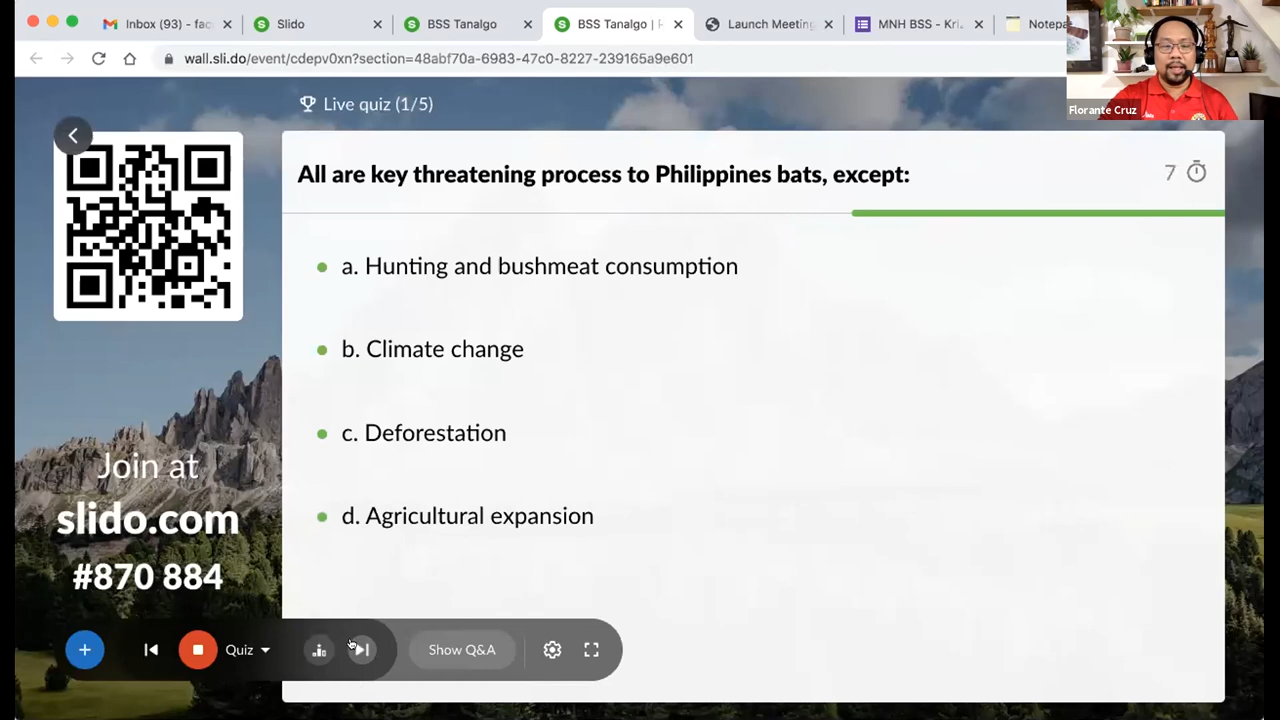 Inbox (93) - fac
Slido
BSS Tanalgo
BSS Tanalgo | P
Launch Meeting
MNH BSS - Kri
Notepa
wall.sli.do/event/cdepv0xn?section=48abf70a-6983-47c0-8227-239165a9e601
Florante Cruz
Live quiz (1/5)
All are key threatening process to Philippines bats, except:
7
a. Hunting and bushmeat consumption
b. Climate change
c. Deforestation
d. Agricultural expansion
Join at
slido.com
#870 884
Quiz
Show Q&A